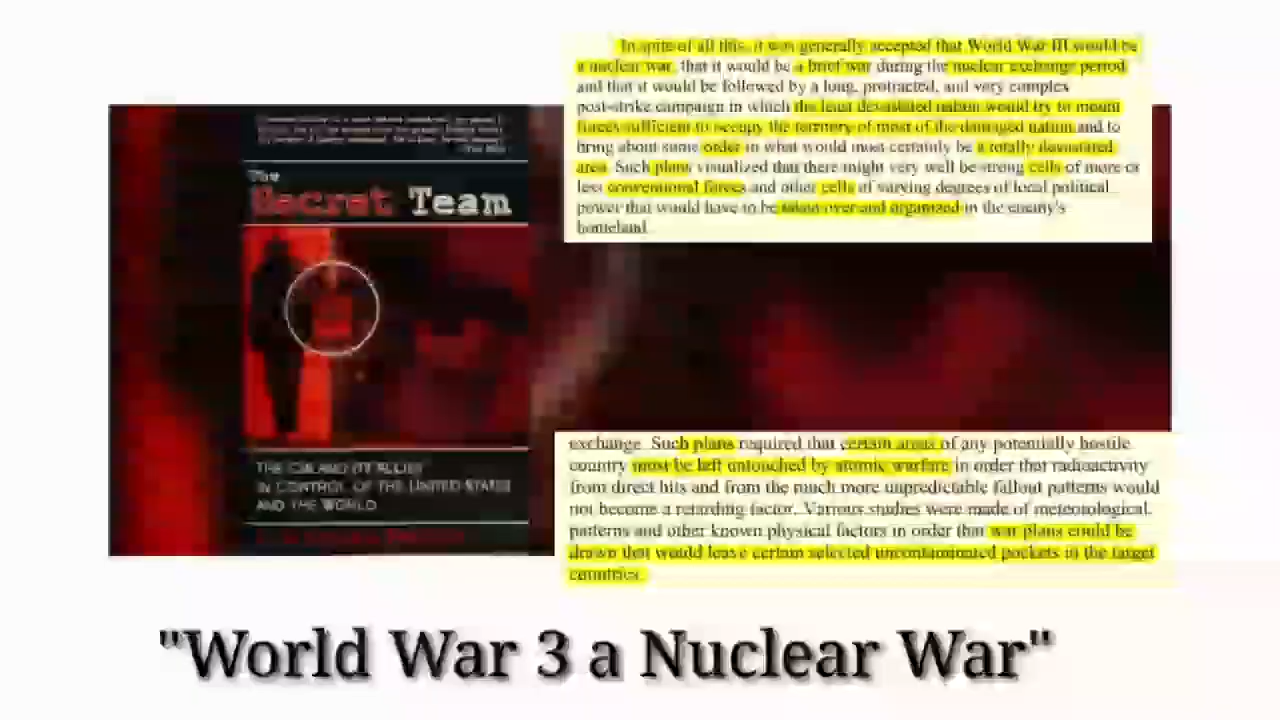 The
Secret Team
THE CIA AND ITS ALLIES
IN CONTROL OF THE UNITED STATES
AND THE WORLD
In spite of all this, it was generally accepted that World War III would be
a nuclear war, that it would be a brief war during the nuclear exchange period
and that it would be followed by a long, protracted, and very complex
post-strike campaign in which the least devastated nation would try to mount
forces sufficient to occupy the territory of most of the damaged nation and to
bring about some order in what would most certainly be a totally devastated
area. Such plans visualized that there might very well be strong cells of more or
less conventional forces and other cells of varying degrees of local political
power that would have to be taken over and organized in the enemy's
homeland.
exchange. Such plans required that certain areas of any potentially hostile
country must be left untouched by atomic warfare in order that radioactivity
from direct hits and from the much more unpredictable fallout patterns would
not become a retarding factor. Various studies were made of meteorological
patterns and other known physical factors in order that war plans could be
drawn that would leave certain selected uncontaminated pockets in the target
countries.
"World War 3 a Nuclear War"